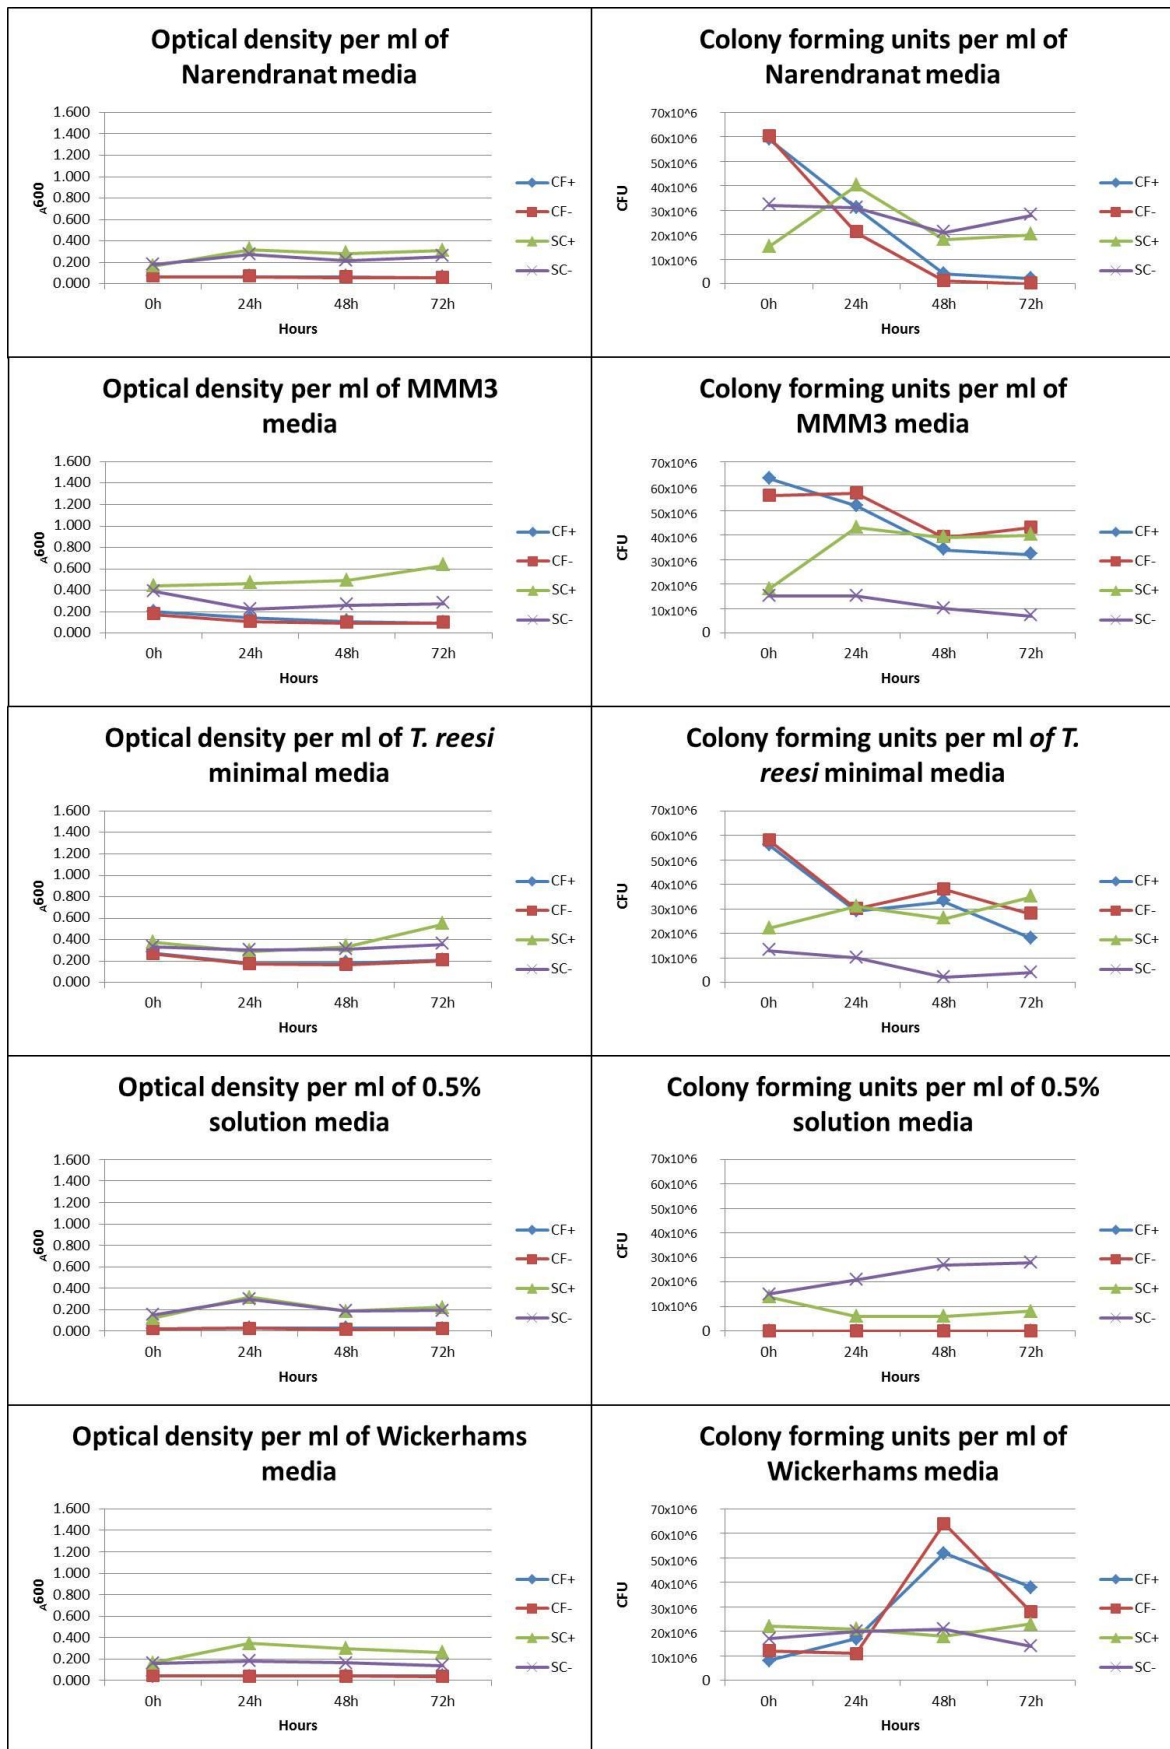 Optical density per ml of
Narendranat media
1.600
1.400
1.200
1.000
0.800
0.600
0.400
0.200
0.000
A600
0h
24h
48h
72h
Hours
CF+
CF-
SC+
SC-
Colony forming units per ml of
Narendranat media
70x10^6
60x10^6
50x10^6
40x10^6
30x10^6
20x10^6
10x10^6
0
CFU
0h
24h
48h
72h
Hours
CF+
CF-
SC+
SC-
Optical density per ml of MMM3
media
1.600
1.400
1.200
1.000
0.800
0.600
0.400
0.200
0.000
A600
0h
24h
48h
72h
Hours
CF+
CF-
SC+
SC-
Colony forming units per ml of
MMM3 media
70x10^6
60x10^6
50x10^6
40x10^6
30x10^6
20x10^6
10x10^6
0
CFU
0h
24h
48h
72h
Hours
CF+
CF-
SC+
SC-
Optical density per ml of T. reesi
minimal media
1.600
1.400
1.200
1.000
0.800
0.600
0.400
0.200
0.000
A600
0h
24h
48h
72h
Hours
CF+
CF-
SC+
SC-
Colony forming units per ml of T.
reesi minimal media
70x10^6
60x10^6
50x10^6
40x10^6
30x10^6
20x10^6
10x10^6
0
CFU
0h
24h
48h
72h
Hours
CF+
CF-
SC+
SC-
Optical density per ml of 0.5%
solution media
1.600
1.400
1.200
1.000
0.800
0.600
0.400
0.200
0.000
A600
0h
24h
48h
72h
Hours
CF+
CF-
SC+
SC-
Colony forming units per ml of 0.5%
solution media
70x10^6
60x10^6
50x10^6
40x10^6
30x10^6
20x10^6
10x10^6
0
CFU
0h
24h
48h
72h
Hours
CF+
CF-
SC+
SC-
Optical density per ml of Wickerhams
media
1.600
1.400
1.200
1.000
0.800
0.600
0.400
0.200
0.000
A600
0h
24h
48h
72h
Hours
CF+
CF-
SC+
SC-
Colony forming units per ml of
Wickerhams media
70x10^6
60x10^6
50x10^6
40x10^6
30x10^6
20x10^6
10x10^6
0
CFU
0h
24h
48h
72h
Hours
CF+
CF-
SC+
SC-